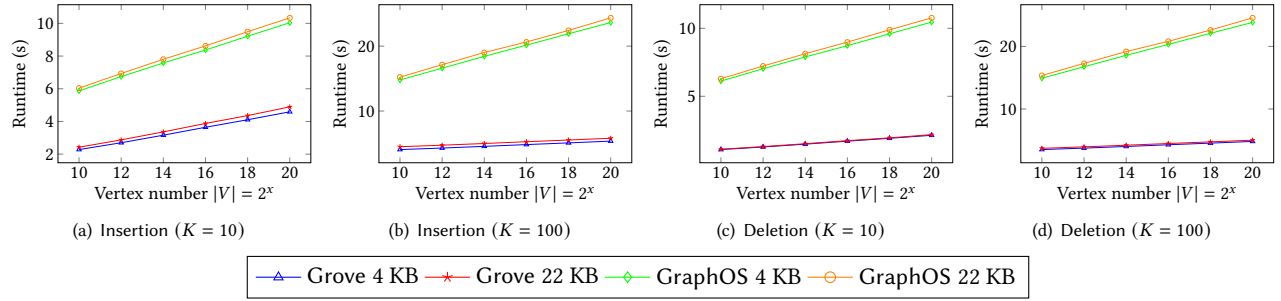 10
8
6
4
2
Runtime (s)
10 12 14 16 18 20
Vertex number |V| = 2^x
(a) Insertion (K = 10)
20
10
Runtime (s)
10 12 14 16 18 20
Vertex number |V| = 2^x
(b) Insertion (K = 100)
10
5
Runtime (s)
10 12 14 16 18 20
Vertex number |V| = 2^x
(c) Deletion (K = 10)
20
10
Runtime (s)
10 12 14 16 18 20
Vertex number |V| = 2^x
(d) Deletion (K = 100)
Grove 4 KB Grove 22 KB GraphOS 4 KB GraphOS 22 KB